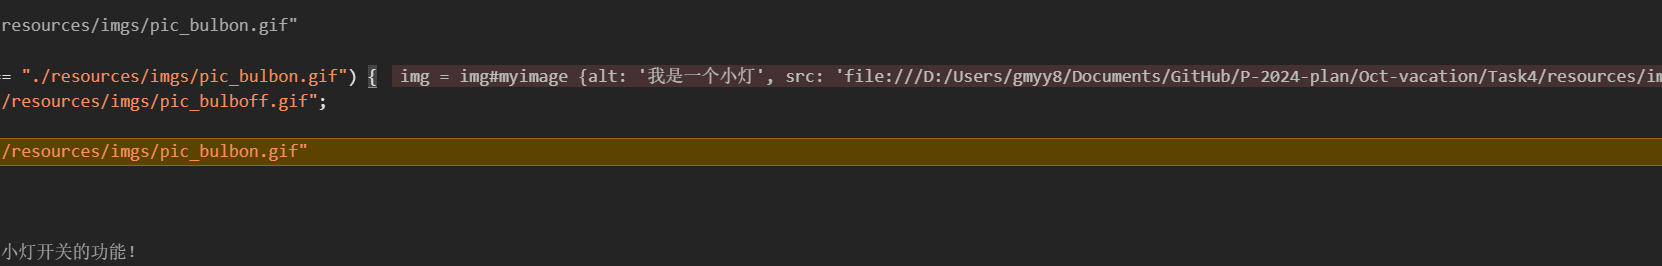 resources/imgs/pic_bulbon.gif"
== "./resources/imgs/pic_bulbon.gif") { img = img#myimage {alt: '我是一个小灯', src: 'file:///D:/Users/gmyy8/Documents/GitHub/P-2024-plan/Oct-vacation/Task4/resources/im
/resources/imgs/pic_bulboff.gif";
/resources/imgs/pic_bulbon.gif"
小灯开关的功能！